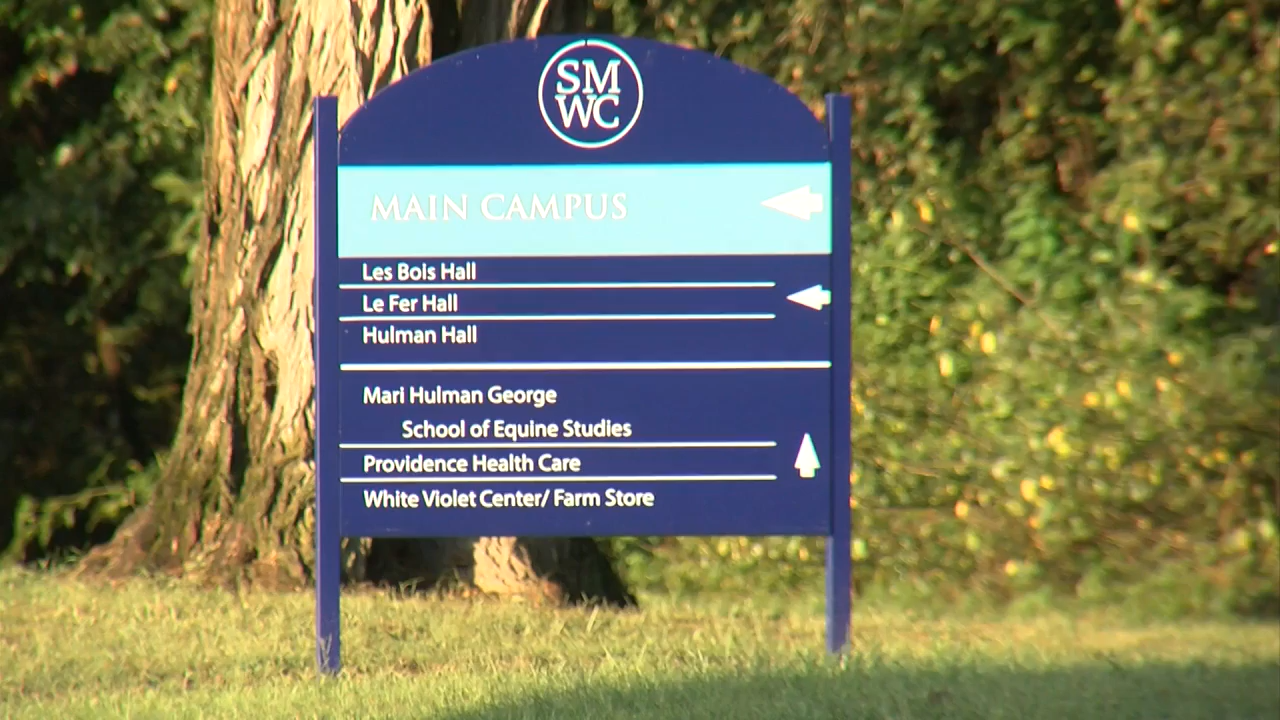 SM
WC
MAIN CAMPUS
Les Bois Hall
Le Fer Hall
Hulman Hall
Mari Hulman George
School of Equine Studies
Providence Health Care
White Violet Center/ Farm Store